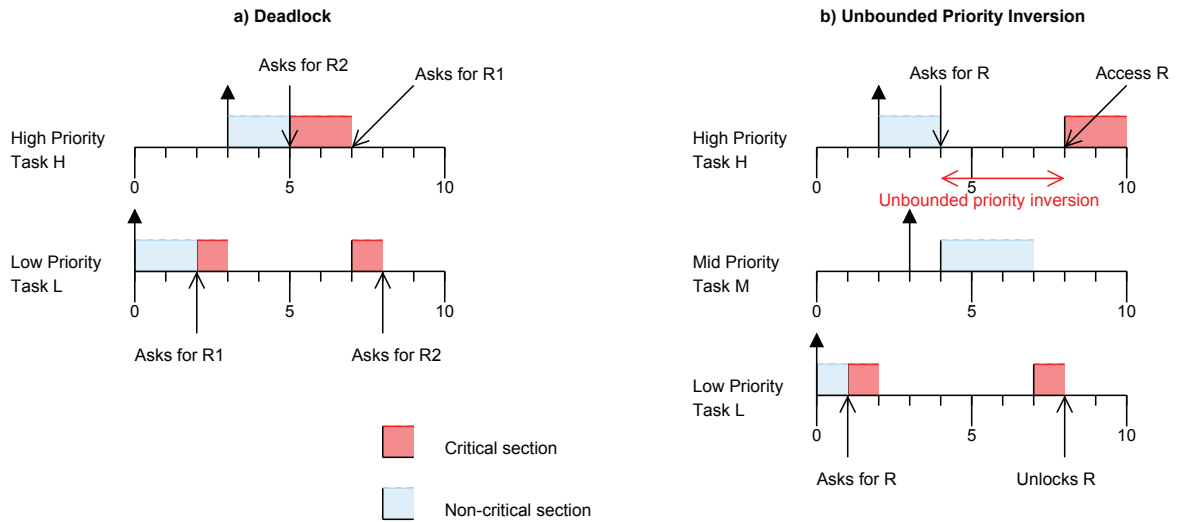 a) Deadlock
Asks for R2
Asks for R1
High Priority
Task H
0
5
10
Low Priority
Task L
0
5
10
Asks for R1
Asks for R2
Critical section
Non-critical section
b) Unbounded Priority Inversion
Asks for R
Access R
High Priority
Task H
0
5
10
Unbounded priority inversion
Mid Priority
Task M
0
5
10
Low Priority
Task L
0
5
10
Asks for R
Unlocks R